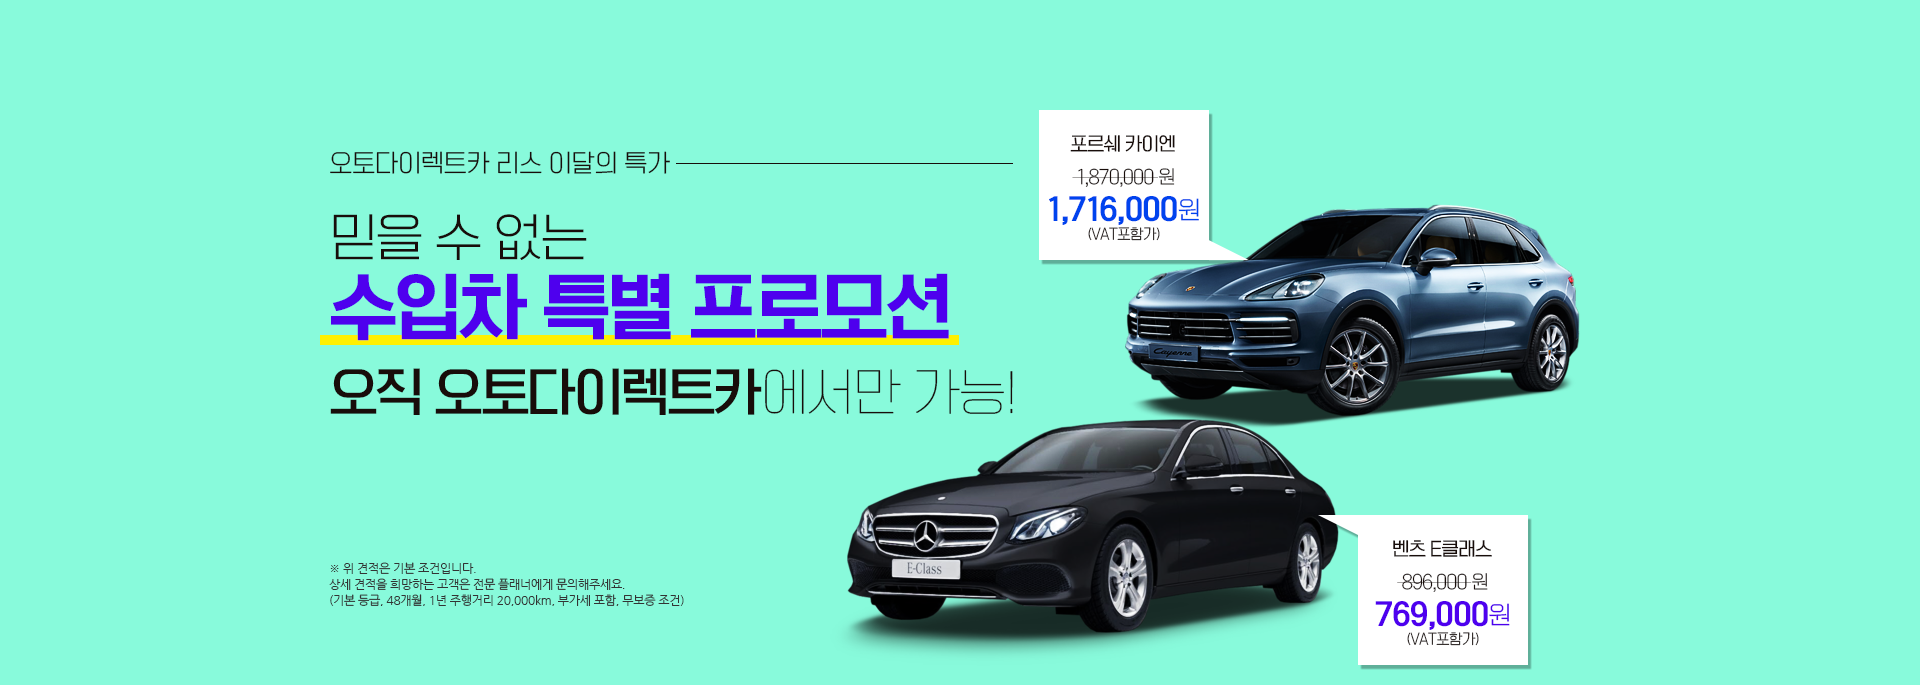 오토다이렉트카 리스 이달의 특가
믿을 수 없는
수입차 특별 프로모션
오직 오토다이렉트카에서만 가능!
※ 위 견적은 기본 조건입니다.
상세 견적을 희망하는 고객은 전문 플래너에게 문의해주세요.
(기본 등급, 48개월, 1년 주행거리 20,000km, 부가세 포함, 무보증 조건)
포르쉐 카이엔
1,870,000 원
1,716,000원
(VAT포함가)
Cayenne
E-Class
벤츠 E클래스
896,000 원
769,000원
(VAT포함가)